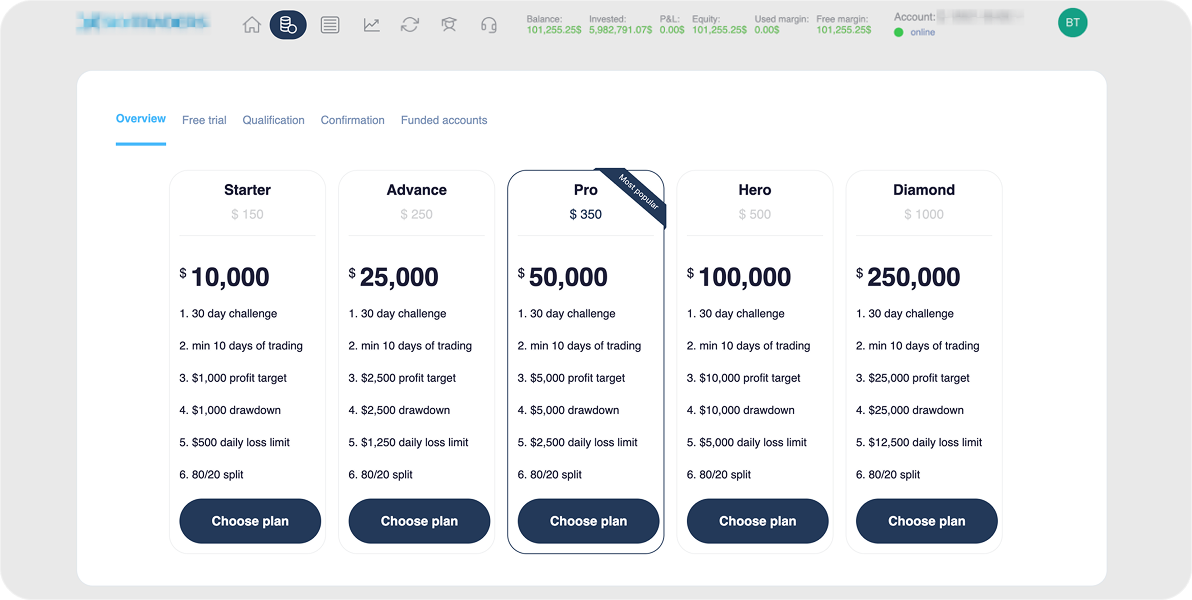 Balance: Invested: P&L: Equity: Used margin: Free margin: Account:
101,255.25$ 5,982,791.07$ 0.00$ 101,255.25$ 0.00$ 101,255.25$ online
BT
Overview Free trial Qualification Confirmation Funded accounts
Starter
$ 150
$ 10,000
1. 30 day challenge
2. min 10 days of trading
3. $1,000 profit target
4. $1,000 drawdown
5. $500 daily loss limit
6. 80/20 split
Choose plan
Advance
$ 250
$ 25,000
1. 30 day challenge
2. min 10 days of trading
3. $2,500 profit target
4. $2,500 drawdown
5. $1,250 daily loss limit
6. 80/20 split
Choose plan
Pro
Most popular
$ 350
$ 50,000
1. 30 day challenge
2. min 10 days of trading
3. $5,000 profit target
4. $5,000 drawdown
5. $2,500 daily loss limit
6. 80/20 split
Choose plan
Hero
$ 500
$ 100,000
1. 30 day challenge
2. min 10 days of trading
3. $10,000 profit target
4. $10,000 drawdown
5. $5,000 daily loss limit
6. 80/20 split
Choose plan
Diamond
$ 1000
$ 250,000
1. 30 day challenge
2. min 10 days of trading
3. $25,000 profit target
4. $25,000 drawdown
5. $12,500 daily loss limit
6. 80/20 split
Choose plan